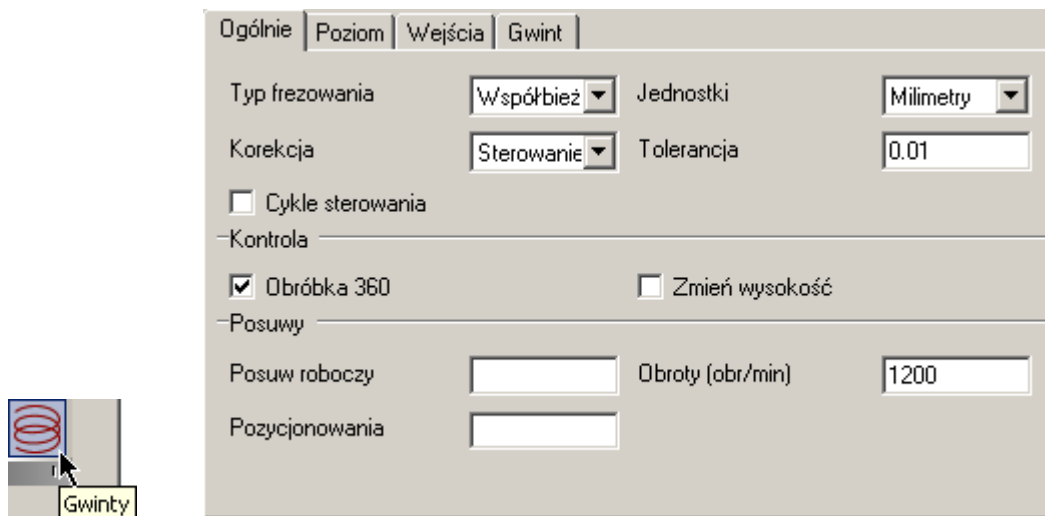 Ogólnie Poziom Wejścia Gwint
Typ frezowania Współbież Jednostki Milimetry
Korekcja Sterowanie Tolerancja 0.01
Cykle sterowania
Kontrola
Obróbka 360 Zmień wysokość
Posuwy
Posuw roboczy Obroty (obr/min) 1200
Pozycjonowania
Gwinty